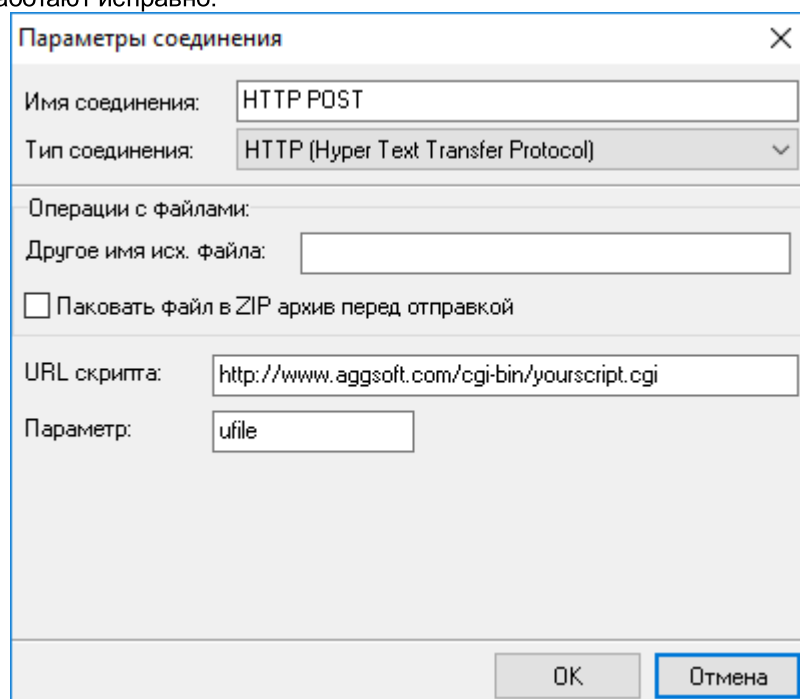 работают исправно.
Параметры соединения
Имя соединения: HTTP POST
Тип соединения: HTTP (Hyper Text Transfer Protocol)
Операции с файлами:
Другое имя исх. файла:
Паковать файл в ZIP архив перед отправкой
URL скрипта: http://www.aggsoft.com/cgi-bin/yourscript.cgi
Параметр: ufile
OK Отмена